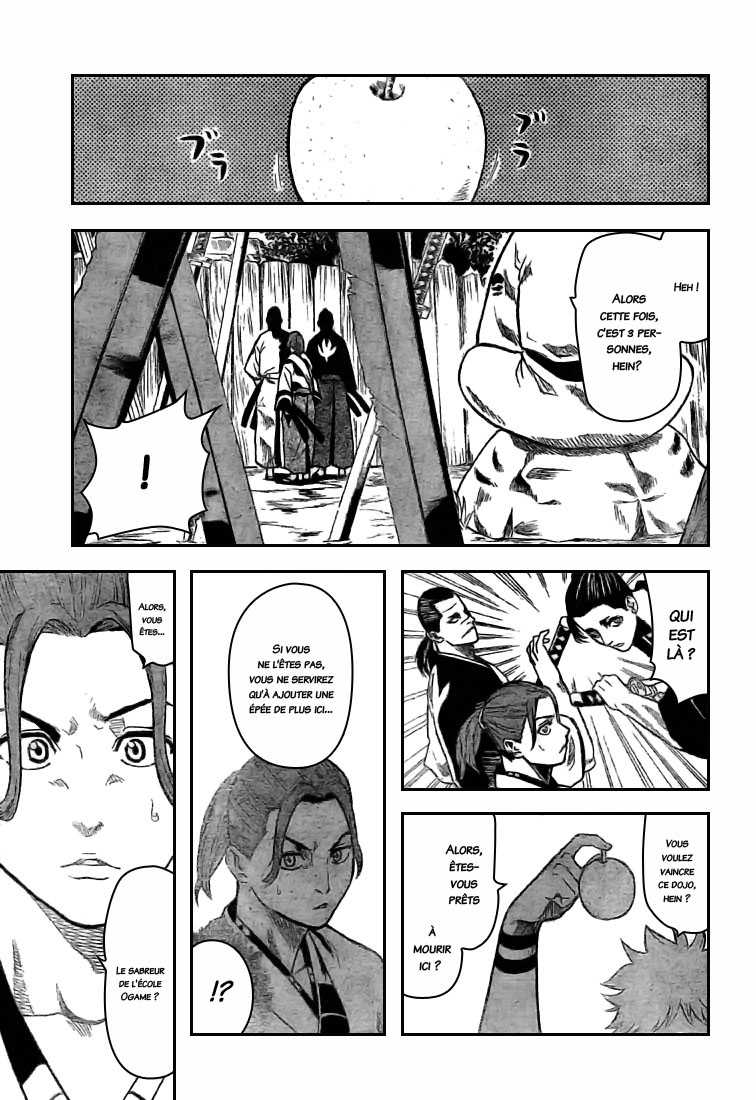 ブラ
ブラ
HEH !
ALORS
CETTE FOIS,
C'EST 3 PER-
SONNES,
HEIN?
!
QUI
EST
LÀ ?
VOUS
VOULEZ
VAINCRE
CE DOJO,
HEIN ?
ALORS,
ÊTES-
VOUS
PRÊTS
À
MOURIR
ICI ?
SI VOUS
NE L'ÊTES PAS,
VOUS NE SERVIREZ
QU'À AJOUTER UNE
ÉPÉE DE PLUS ICI...
!?
ALORS,
VOUS
ÊTES...
LE SABREUR
DE L'ÉCOLE
OGAME ?